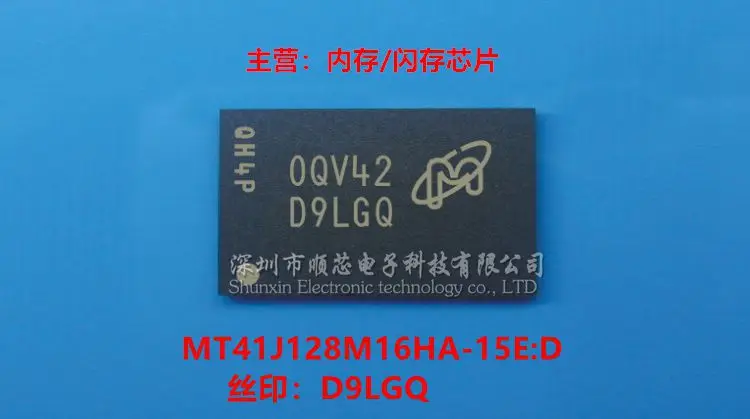 主营：内存/闪存芯片
QH4P
0QV42
D9LGQ
深圳市顺芯电子科技有限公司
Shunxin Electronic technology co., LTD
MT41J128M16HA-15E:D
丝印：D9LGQ